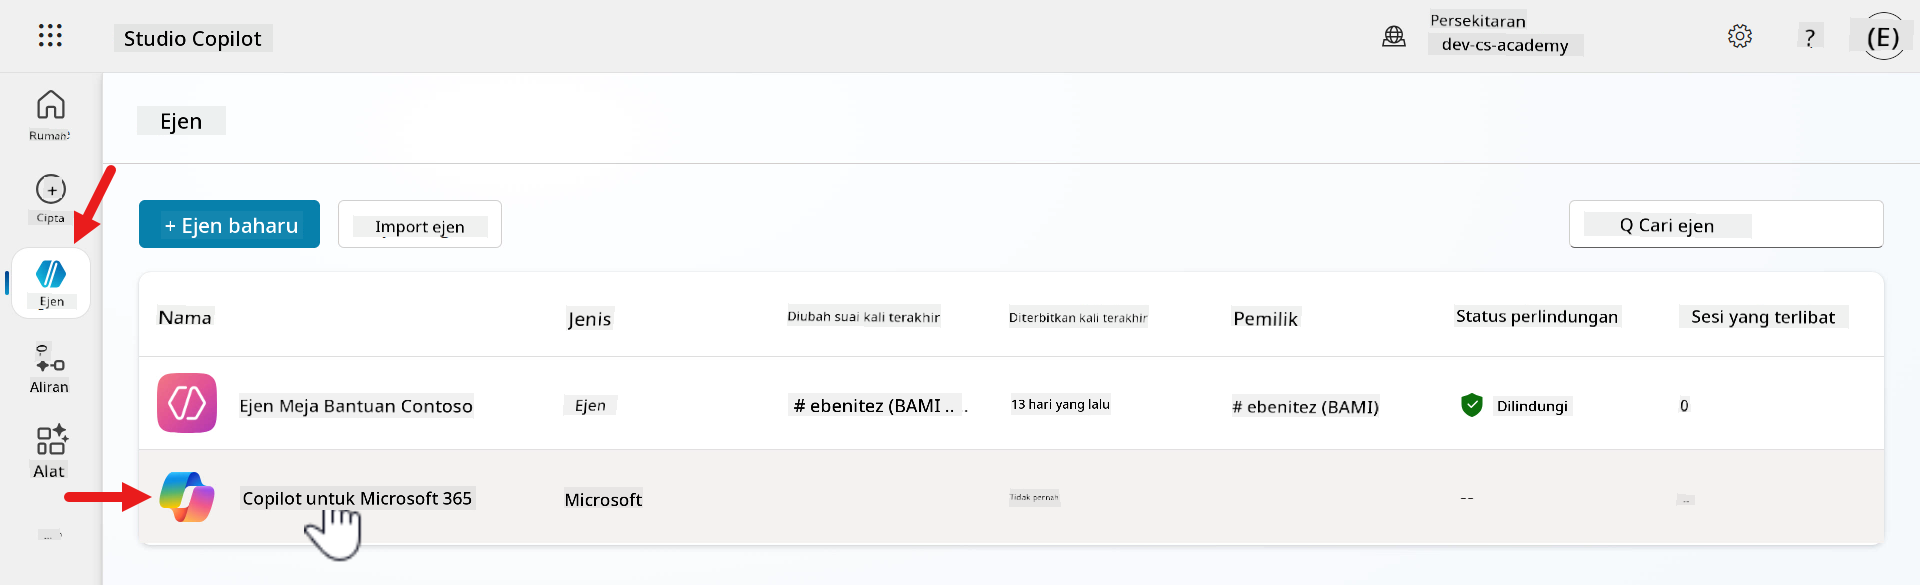 Studio Copilot
Persekitaran
dev-cs-academy
?
(E)
Rumah
Cipta
Ejen
Aliran
Alat
...
Ejen
+ Ejen baharu
Import ejen
Q Cari ejen
Nama
Jenis
Diubah suai kali terakhir
Diterbitkan kali terakhir
Pemilik
Status perlindungan
Sesi yang terlibat
Ejen Meja Bantuan Contoso
Ejen
# ebenitez (BAMI .. .
13 hari yang lalu
# ebenitez (BAMI)
Dilindungi
0
Copilot untuk Microsoft 365
Microsoft
Tidak pernah
--
--